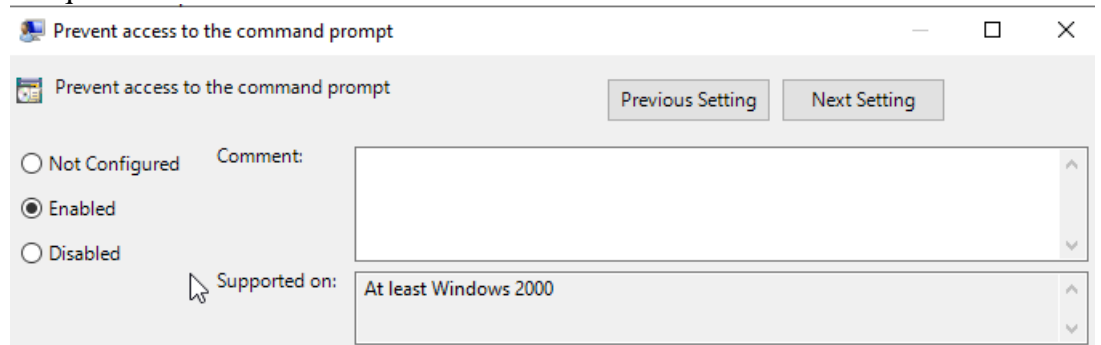 Prevent access to the command prompt
Prevent access to the command prompt
Previous Setting
Next Setting
Not Configured
Comment:
Enabled
Disabled
Supported on:
At least Windows 2000